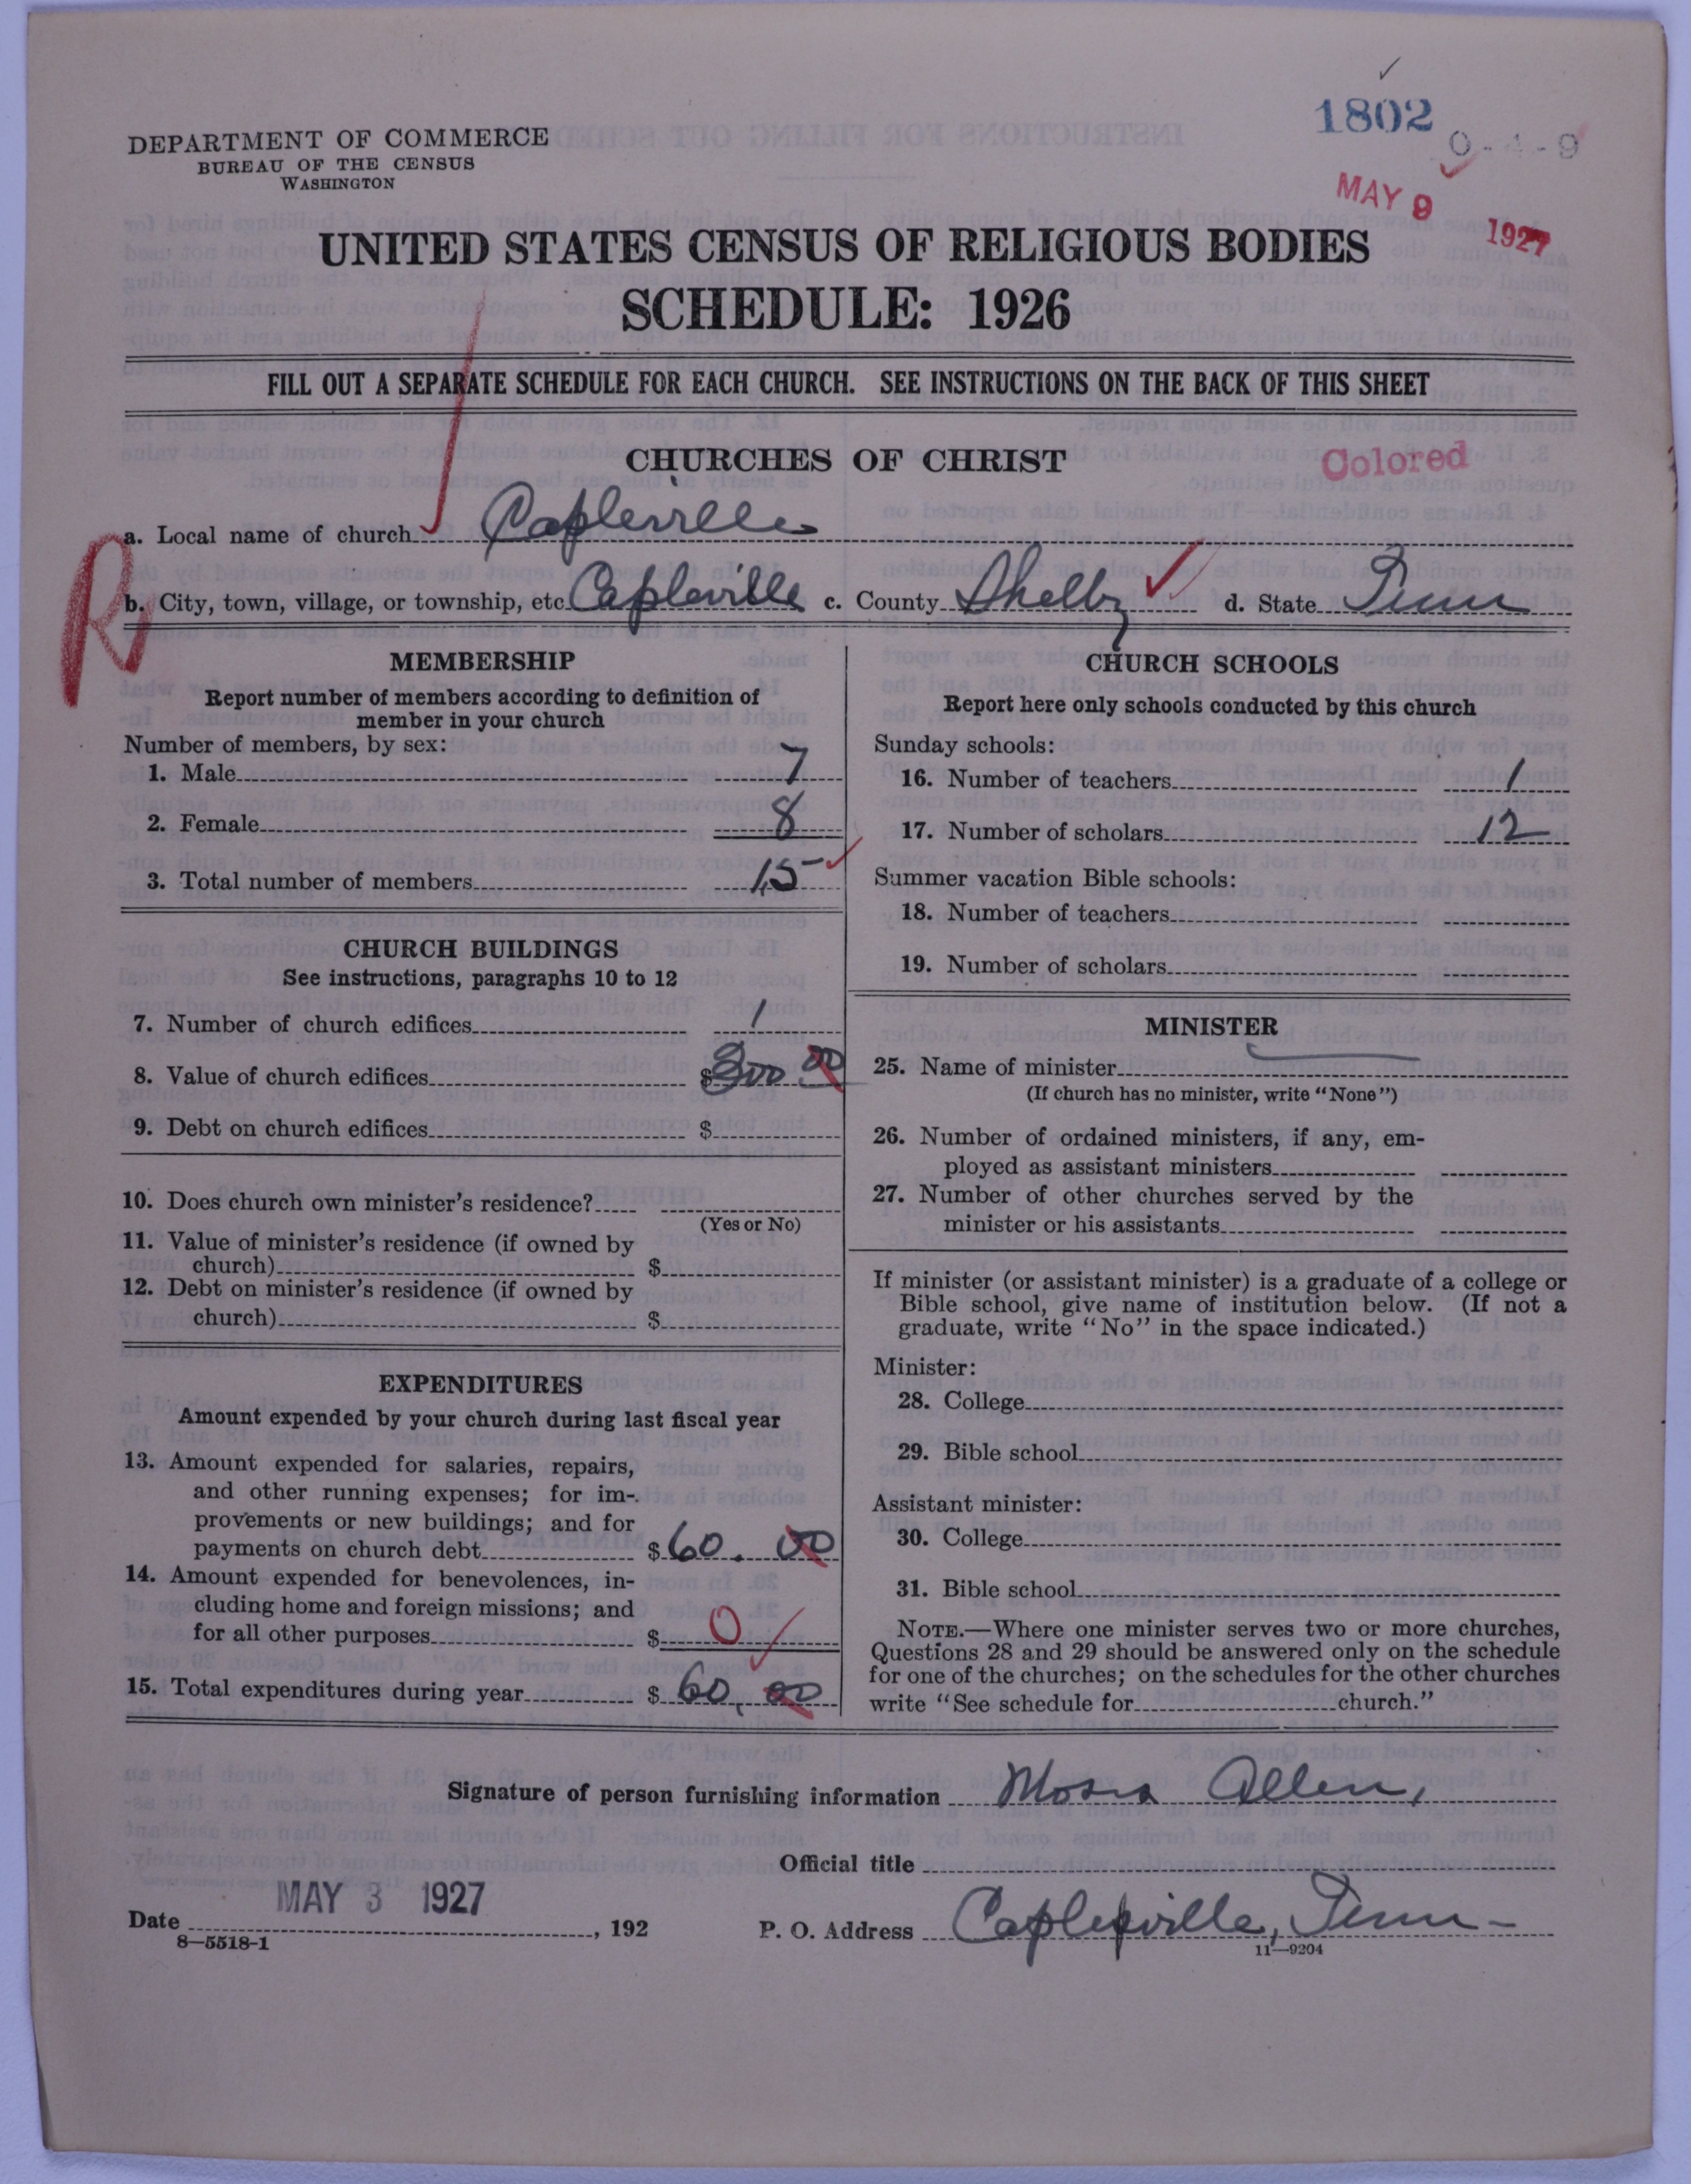 1802
0-4-9
MAY 9 1927
DEPARTMENT OF COMMERCE
BUREAU OF THE CENSUS
WASHINGTON
UNITED STATES CENSUS OF RELIGIOUS BODIES
SCHEDULE: 1926
FILL OUT A SEPARATE SCHEDULE FOR EACH CHURCH. SEE INSTRUCTIONS ON THE BACK OF THIS SHEET
CHURCHES OF CHRIST
Colored
a. Local name of church Capleville
R
b. City, town, village, or township, etc. Capleville c. County Shelby d. State Tenn
MEMBERSHIP
Report number of members according to definition of
member in your church
Number of members, by sex:
1. Male 7
2. Female 8
3. Total number of members 15
CHURCH BUILDINGS
See instructions, paragraphs 10 to 12
7. Number of church edifices 1
8. Value of church edifices $ 00
9. Debt on church edifices $
10. Does church own minister's residence?
(Yes or No)
11. Value of minister's residence (if owned by
church) $
12. Debt on minister's residence (if owned by
church) $
EXPENDITURES
Amount expended by your church during last fiscal year
13. Amount expended for salaries, repairs,
and other running expenses; for im-
provements or new buildings; and for
payments on church debt $60.00
14. Amount expended for benevolences, in-
cluding home and foreign missions; and
for all other purposes $ 0
15. Total expenditures during year $ 60.00
CHURCH SCHOOLS
Report here only schools conducted by this church
Sunday schools:
16. Number of teachers 1
17. Number of scholars 12
Summer vacation Bible schools:
18. Number of teachers
19. Number of scholars
MINISTER
25. Name of minister
(If church has no minister, write "None")
26. Number of ordained ministers, if any, em-
ployed as assistant ministers
27. Number of other churches served by the
minister or his assistants
If minister (or assistant minister) is a graduate of a college or
Bible school, give name of institution below. (If not a
graduate, write "No" in the space indicated.)
Minister:
28. College
29. Bible school
Assistant minister:
30. College
31. Bible school
NOTE.—Where one minister serves two or more churches,
Questions 28 and 29 should be answered only on the schedule
for one of the churches; on the schedules for the other churches
write "See schedule for church."
Signature of person furnishing information Allen,
Official title
Date MAY 3 1927, 192 P. O. Address Capleville, Tenn-
8—5518-1
11—9204